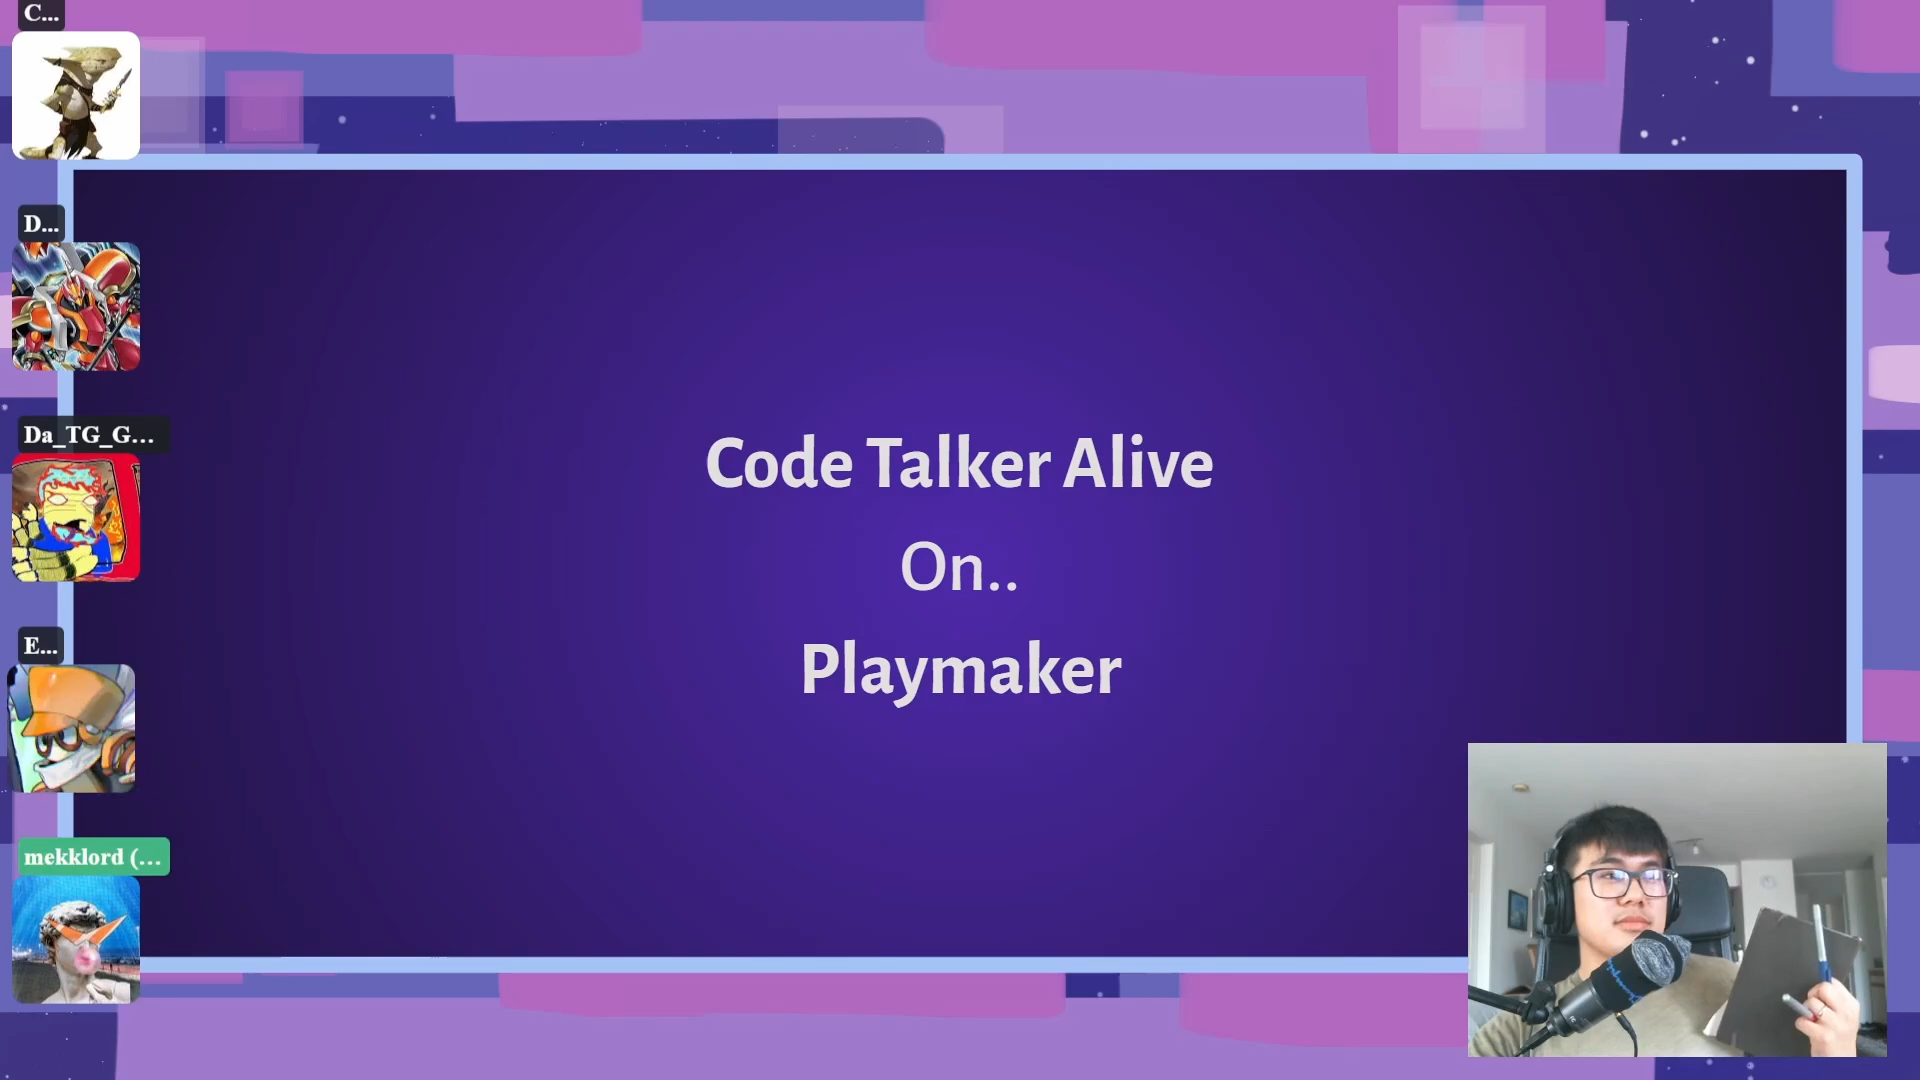 C...
D...
Da_TG_G...
E...
mekklord (...
Code Talker Alive
On..
Playmaker